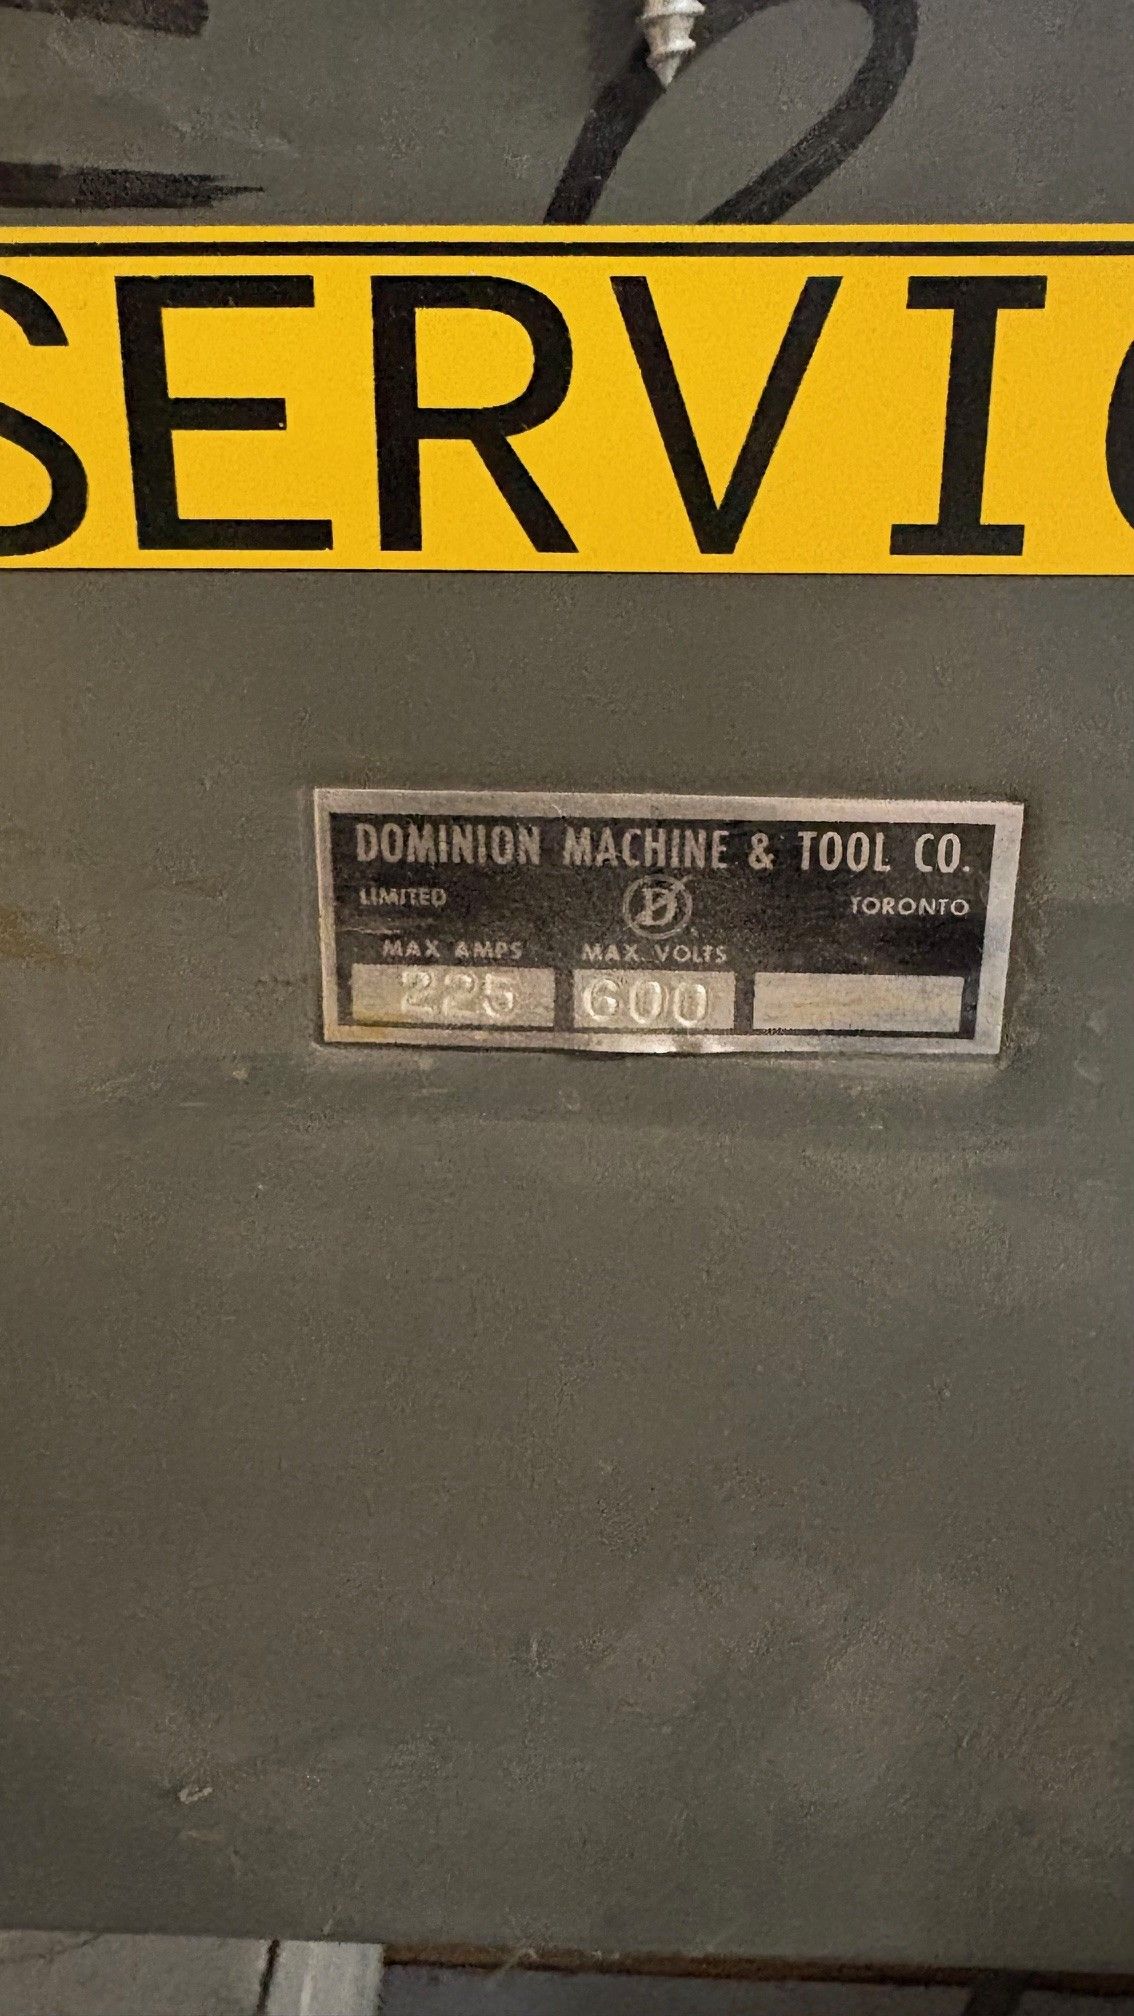 SERVIC
DOMINION MACHINE & TOOL CO.
LIMITED D TORONTO
MAX AMPS MAX. VOLTS
225 600